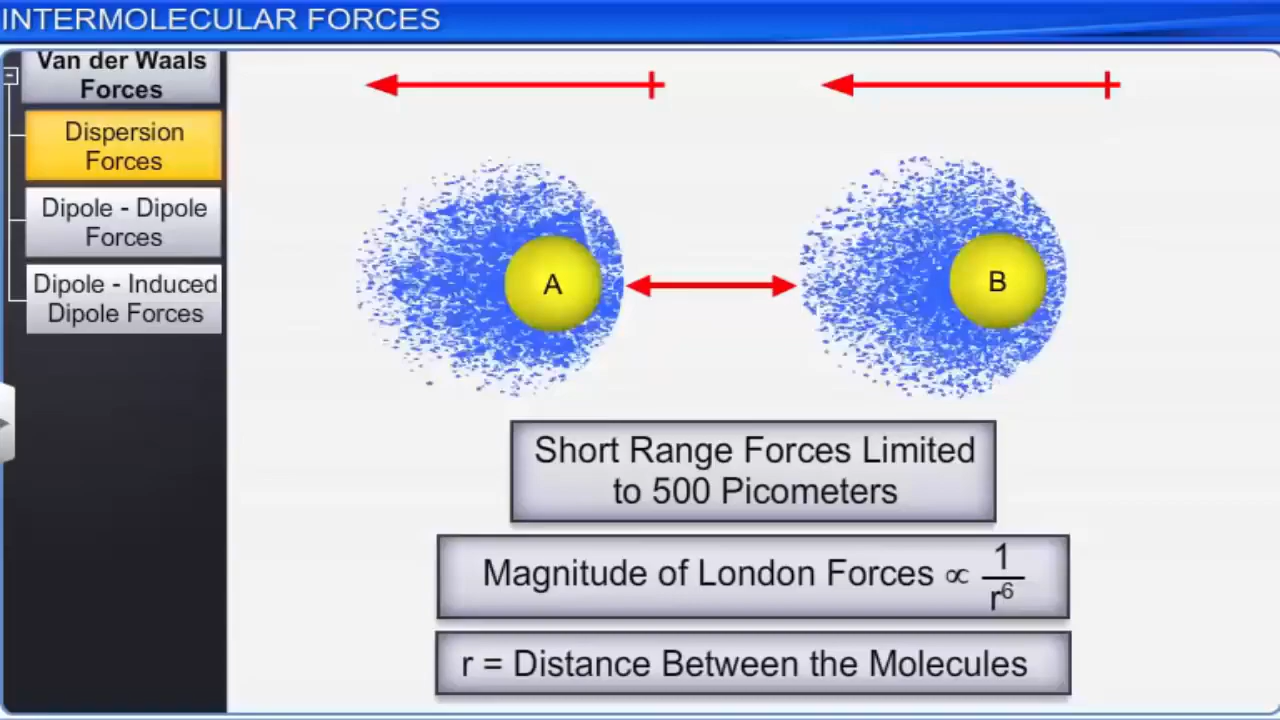 INTERMOLECULAR FORCES
Van der Waals
Forces
Dispersion
Forces
Dipole - Dipole
Forces
Dipole - Induced
Dipole Forces
A
B
Short Range Forces Limited
to 500 Picometers
Magnitude of London Forces ∝ 1/r⁶
r = Distance Between the Molecules